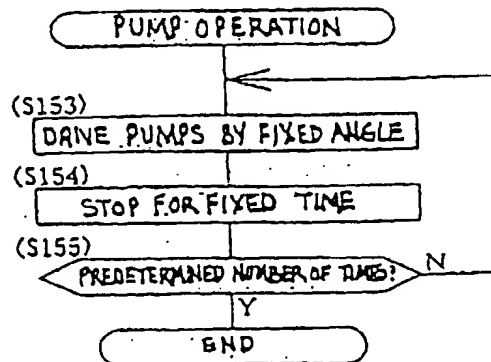 PUMP OPERATION
(S153)
DRIVE PUMPS BY FIXED ANGLE
(S154)
STOP FOR FIXED TIME
(S155)
PREDETERMINED NUMBER OF TIMES?
N
Y
END